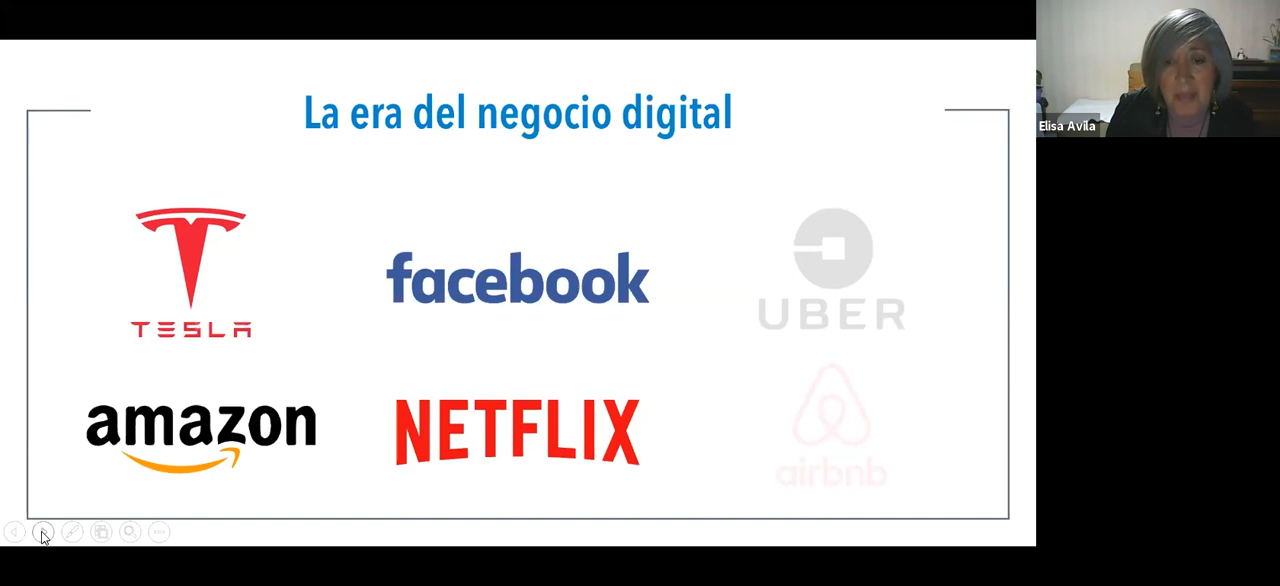 La era del negocio digital
TESLA
facebook
UBER
amazon
NETFLIX
airbnb
Elisa Avila